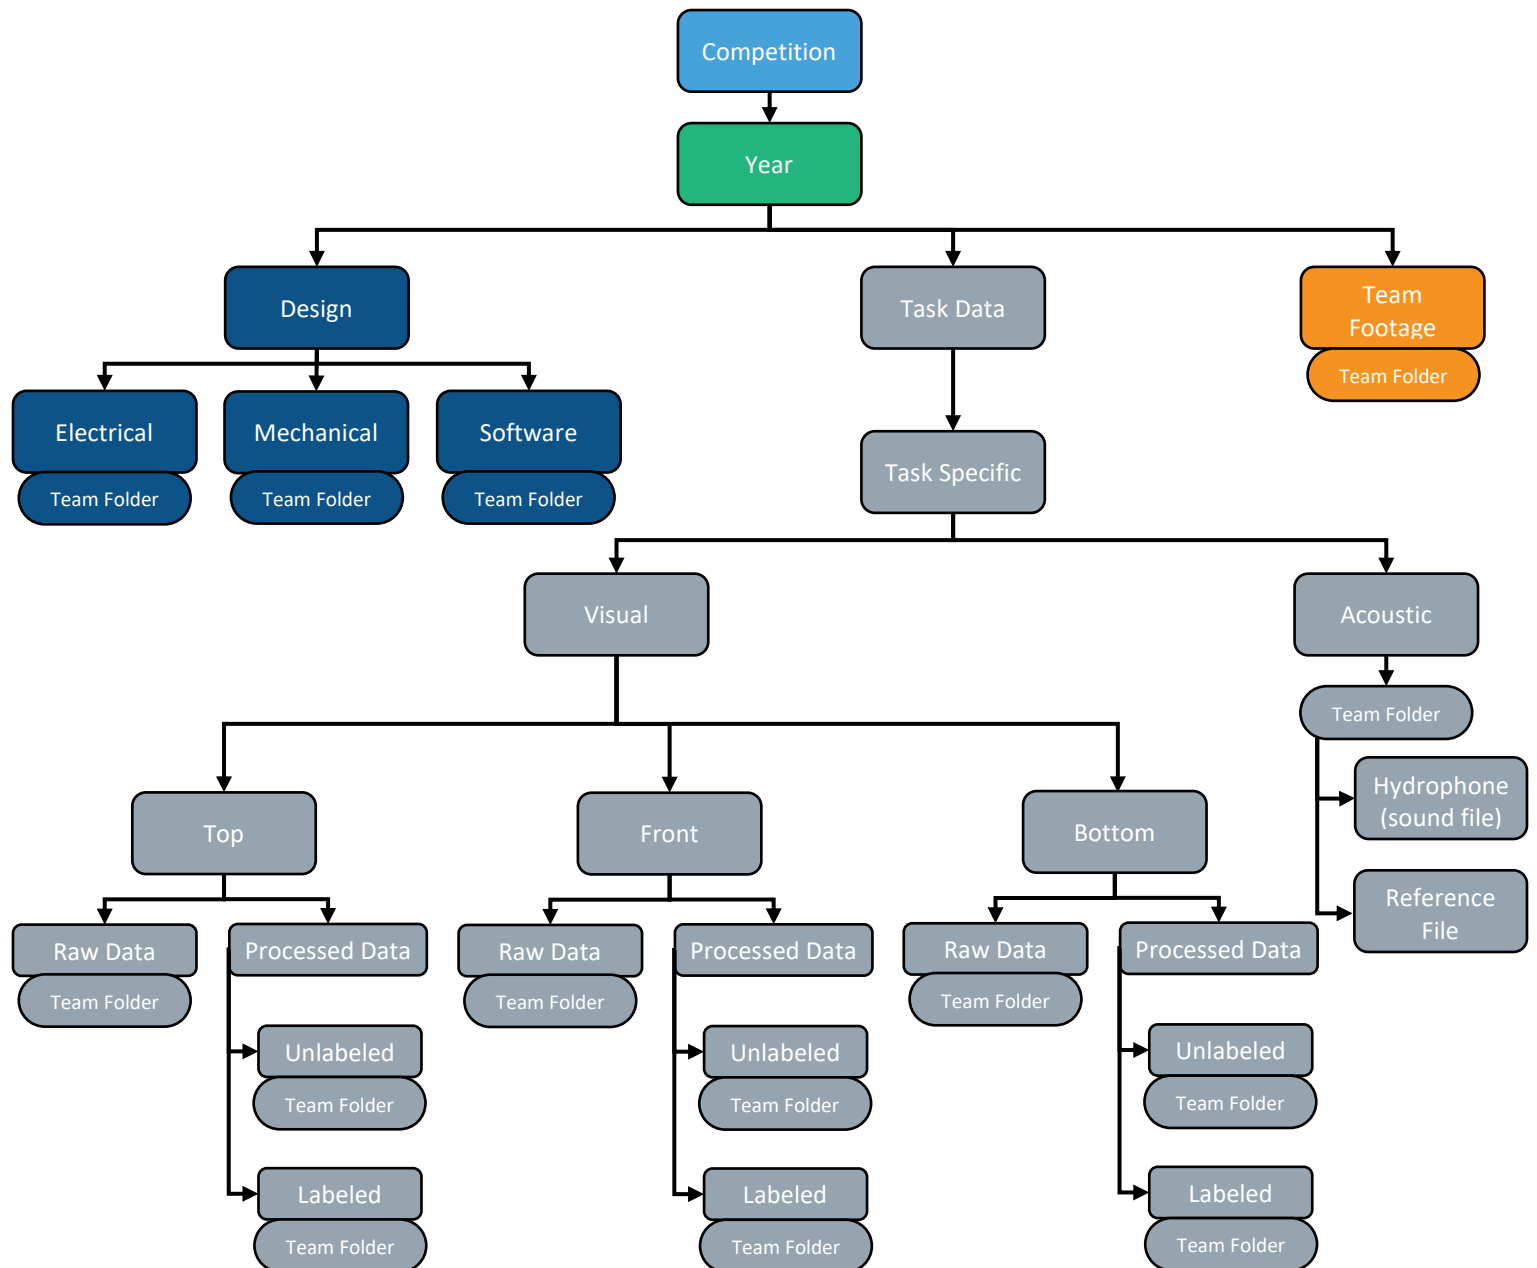 Competition
Year
Design
Task Data
Team
Footage
Team Folder
Electrical
Mechanical
Software
Team Folder
Team Folder
Team Folder
Task Specific
Visual
Acoustic
Team Folder
Hydrophone
(sound file)
Reference
File
Top
Front
Bottom
Raw Data
Processed Data
Raw Data
Processed Data
Raw Data
Processed Data
Team Folder
Team Folder
Team Folder
Unlabeled
Unlabeled
Unlabeled
Team Folder
Team Folder
Team Folder
Labeled
Labeled
Labeled
Team Folder
Team Folder
Team Folder